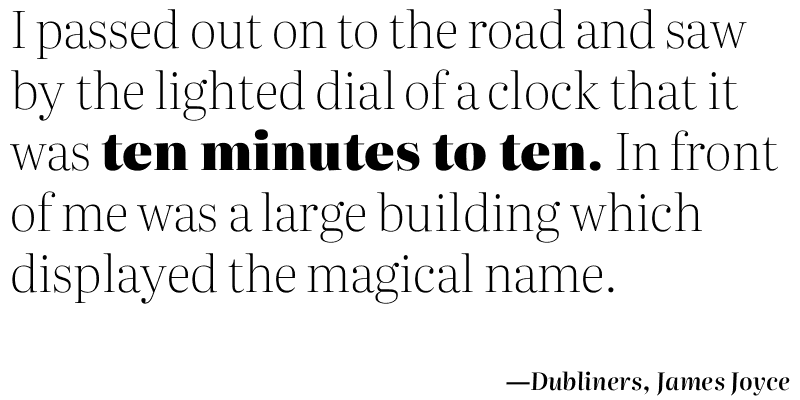 I passed out on to the road and saw
by the lighted dial of a clock that it
was ten minutes to ten. In front
of me was a large building which
displayed the magical name.
—Dubliners, James Joyce